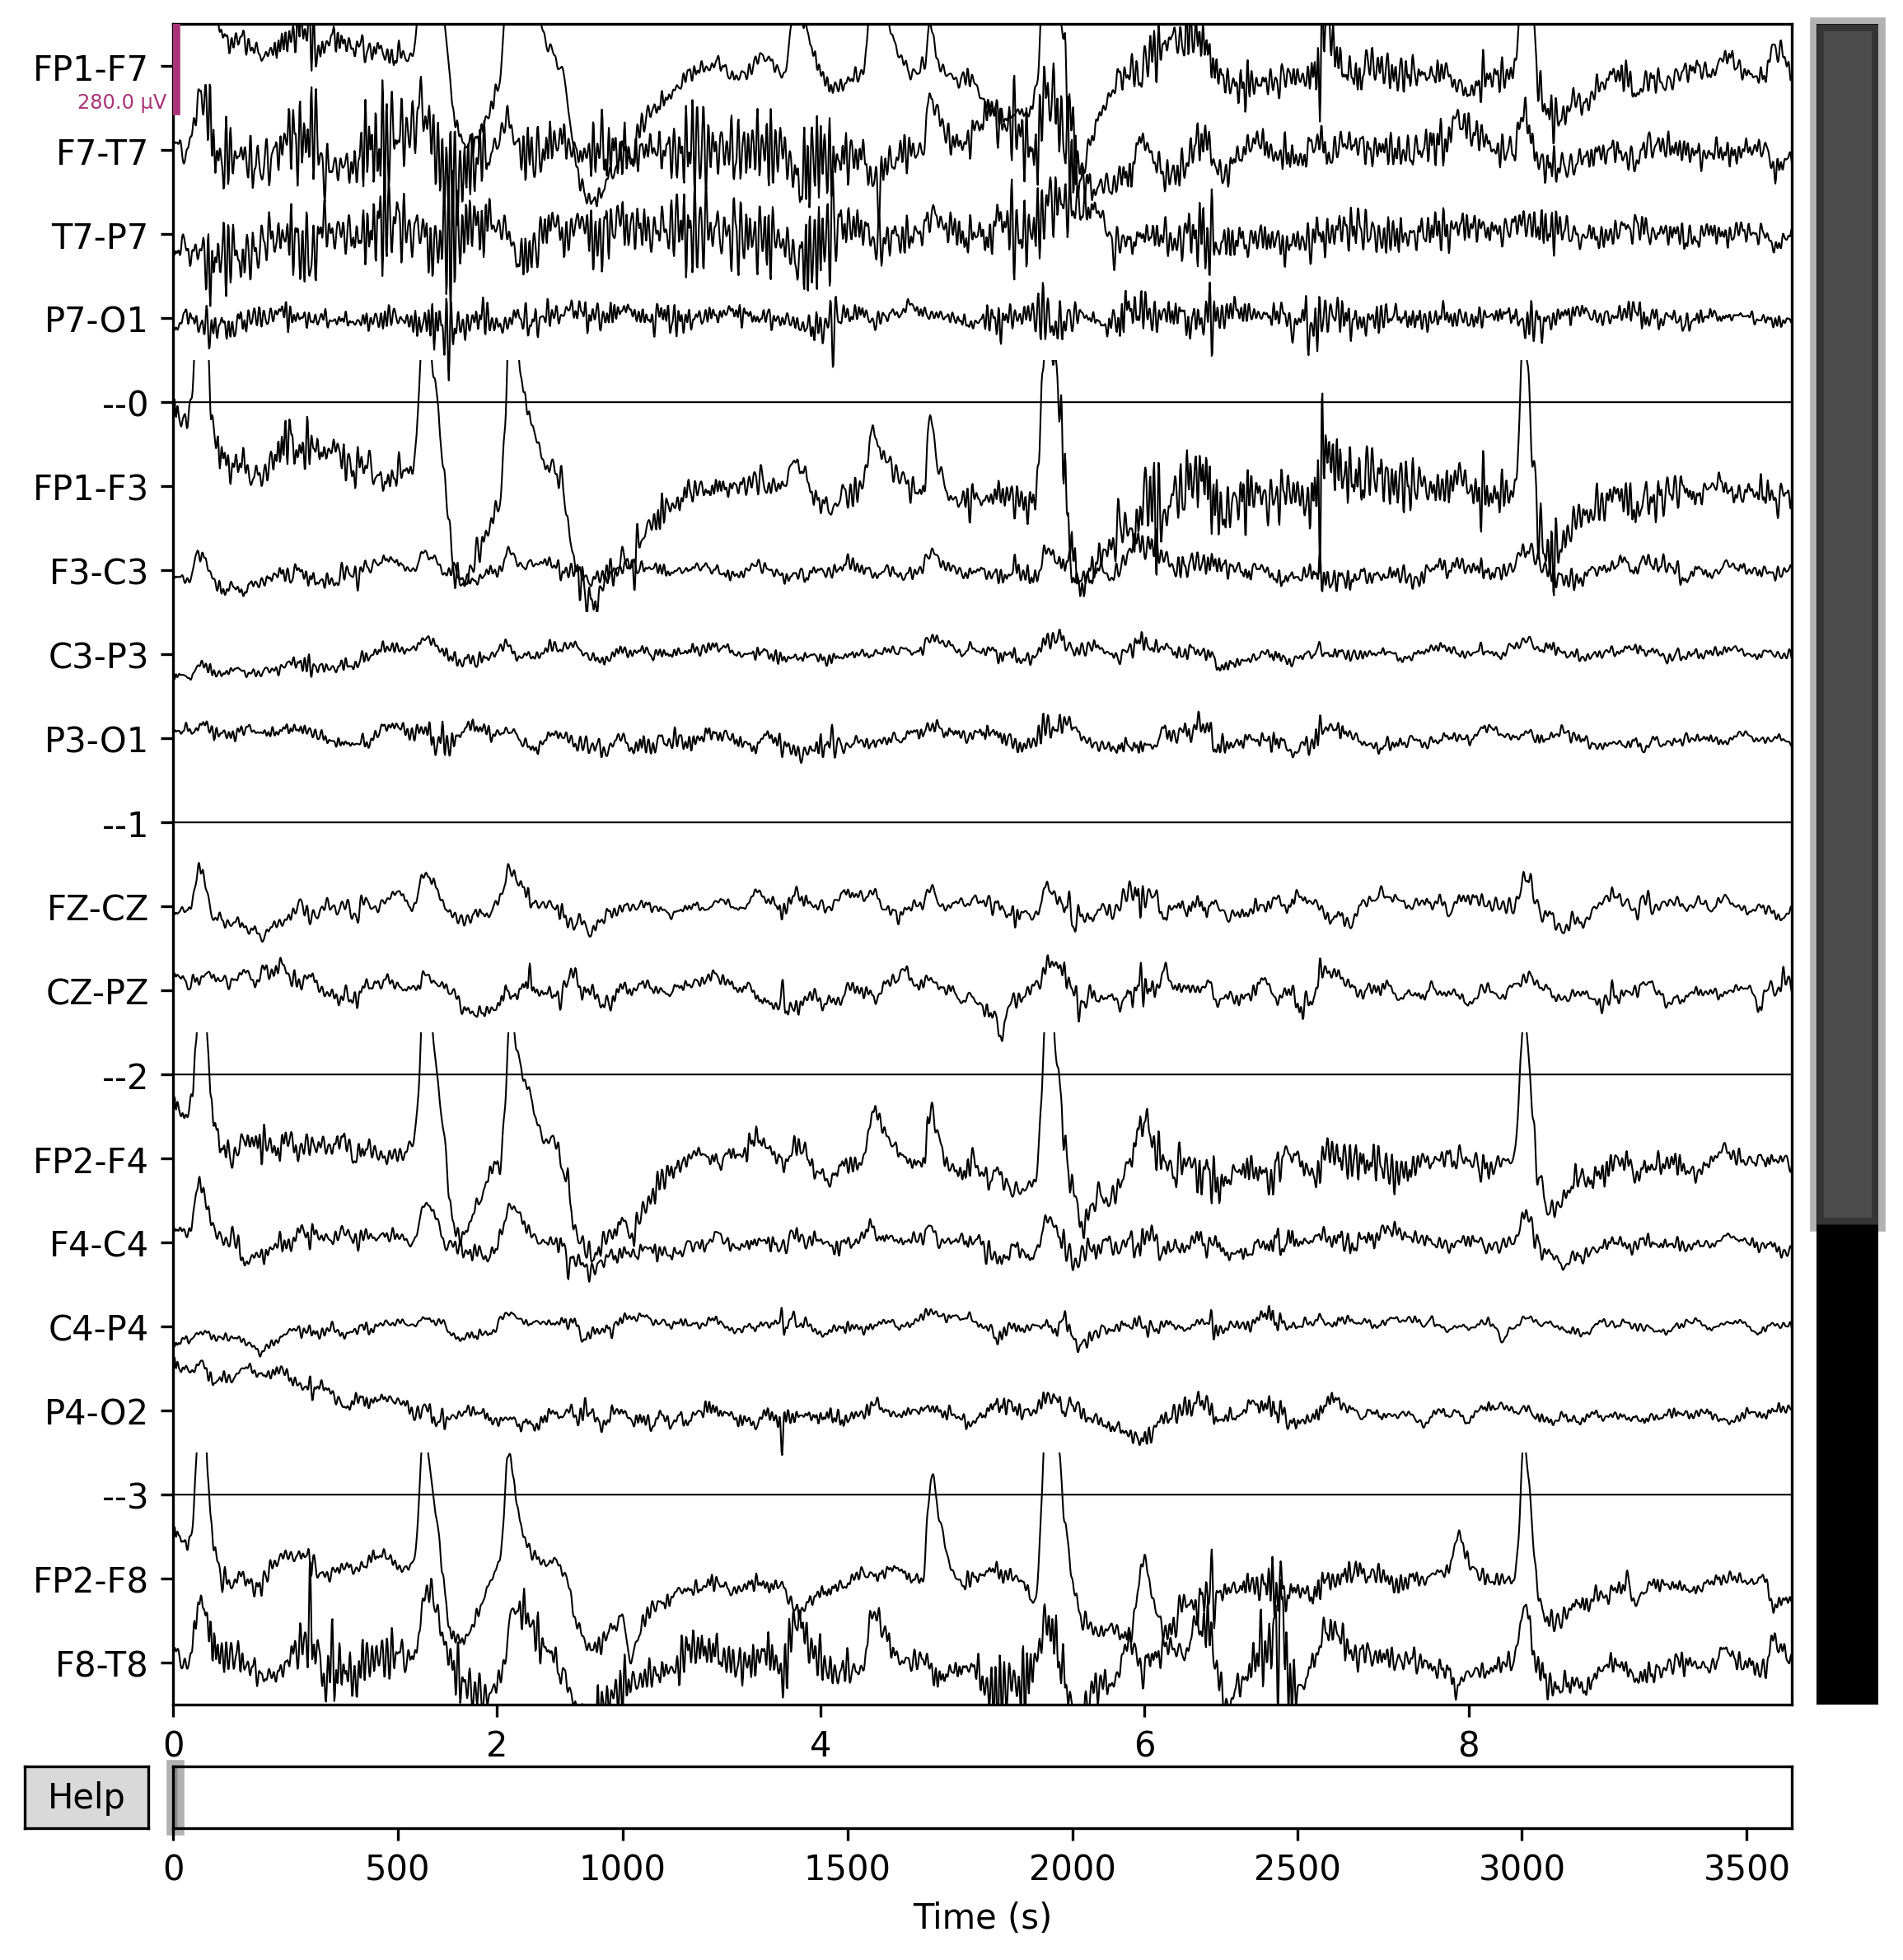 FP1-F7
280.0 µV
F7-T7
T7-P7
P7-O1
--0
FP1-F3
F3-C3
C3-P3
P3-O1
--1
FZ-CZ
CZ-PZ
--2
FP2-F4
F4-C4
C4-P4
P4-O2
--3
FP2-F8
F8-T8
0 2 4 6 8
Help
0 500 1000 1500 2000 2500 3000 3500
Time (s)